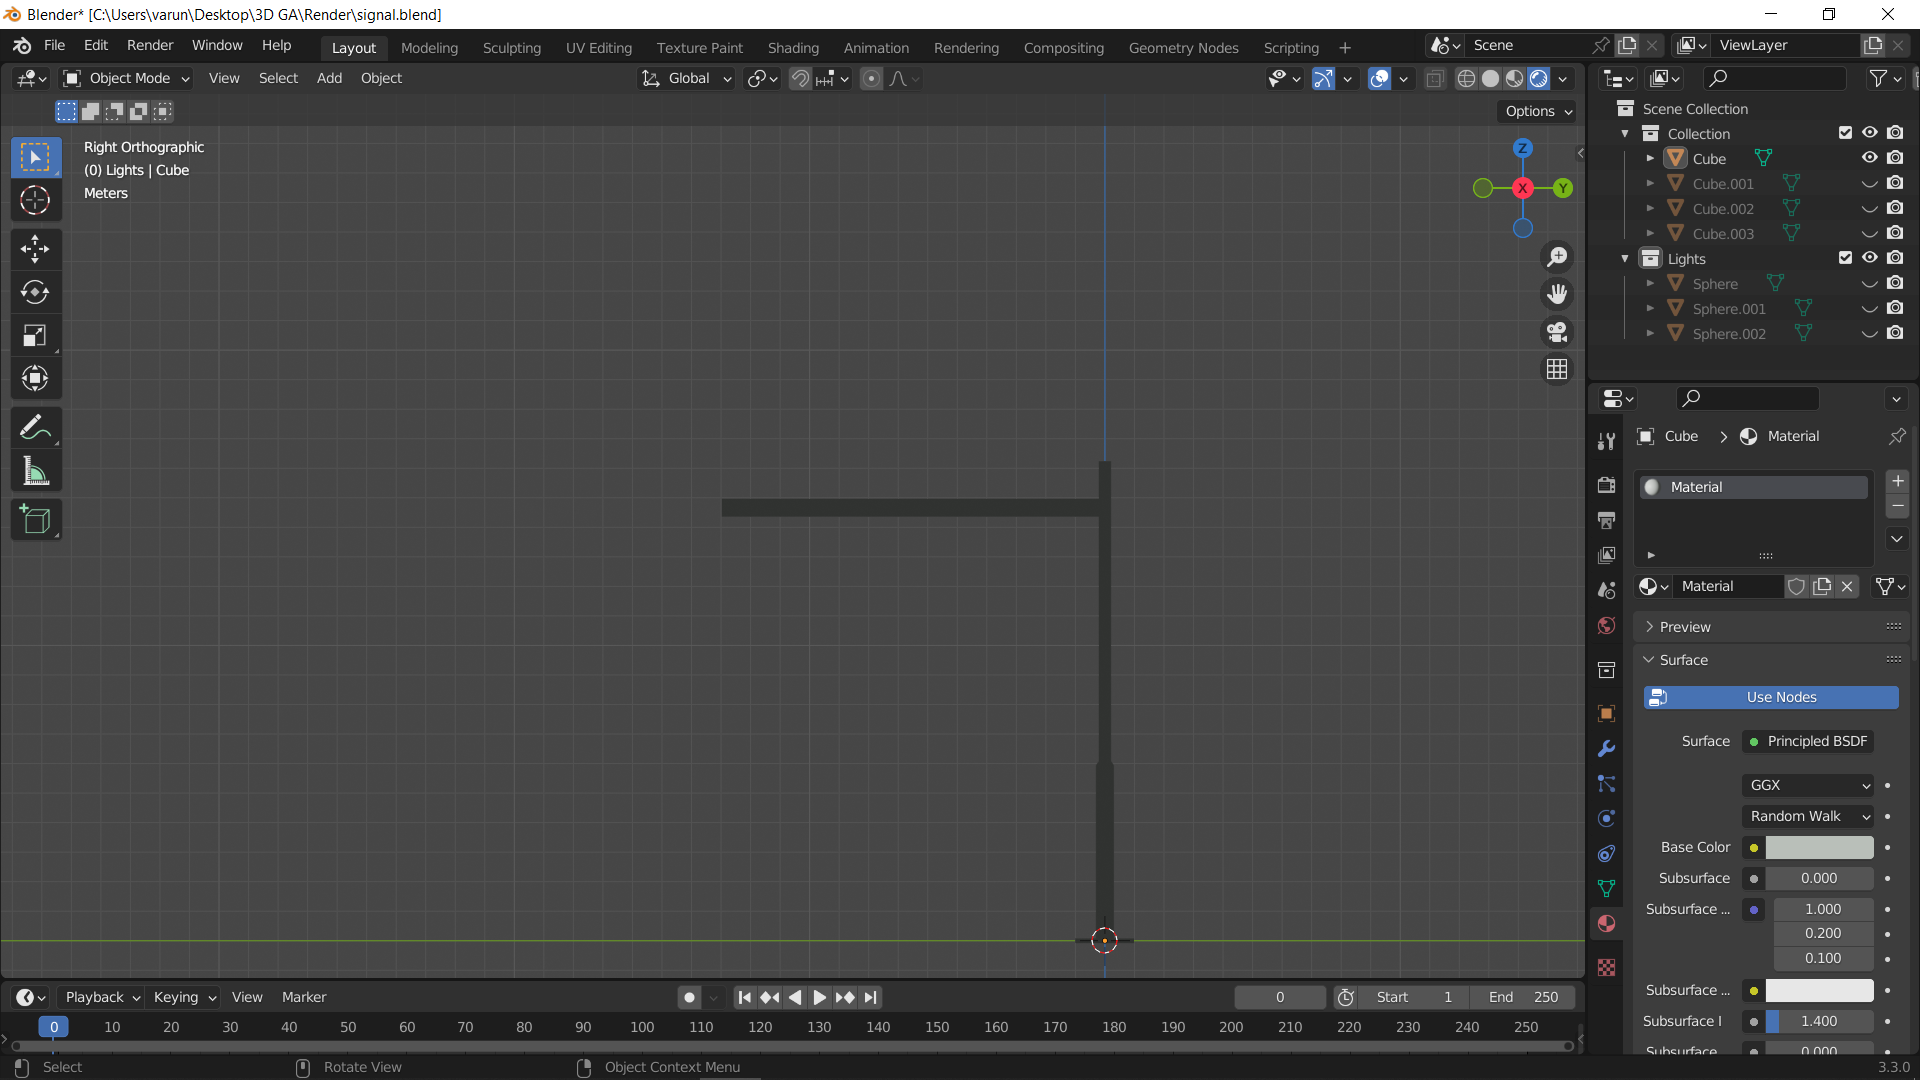 Blender* [C:\Users\varun\Desktop\3D GA\Render\signal.blend]
File Edit Render Window Help Layout Modeling Sculpting UV Editing Texture Paint Shading Animation Rendering Compositing Geometry Nodes Scripting + Scene ViewLayer
Object Mode View Select Add Object Global
Options
Right Orthographic
(0) Lights | Cube
Meters
Z
X
Y
Scene Collection
Collection
Cube
Cube.001
Cube.002
Cube.003
Lights
Sphere
Sphere.001
Sphere.002
Cube > Material
Material
Material
Preview
Surface
Use Nodes
Surface Principled BSDF
GGX
Random Walk
Base Color
Subsurface 0.000
Subsurface ... 1.000
0.200
0.100
Subsurface ...
Subsurface I 1.400
Subsurface 0.000
Playback Keying View Marker 0 Start 1 End 250
0 10 20 30 40 50 60 70 80 90 100 110 120 130 140 150 160 170 180 190 200 210 220 230 240 250
Select Rotate View Object Context Menu 3.3.0